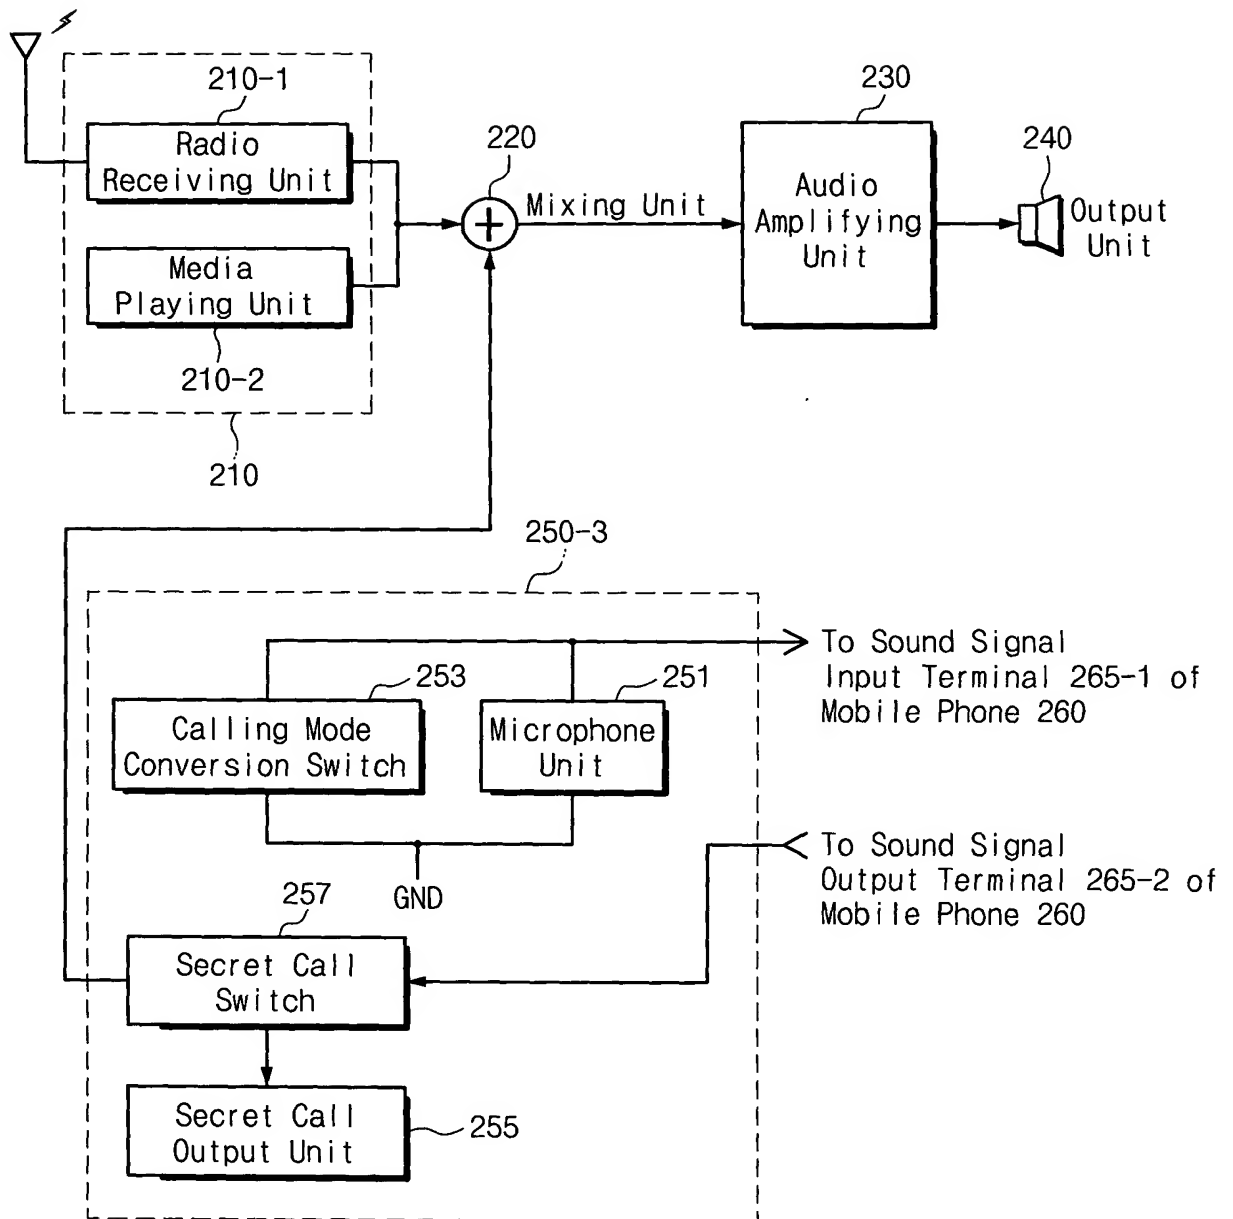 210-1
Radio
Receiving Unit
Media
Playing Unit
210-2
210
220
Mixing Unit
230
Audio
Amplifying
Unit
240
Output
Unit
250-3
253
Calling Mode
Conversion Switch
251
Microphone
Unit
GND
To Sound Signal
Input Terminal 265-1 of
Mobile Phone 260
To Sound Signal
Output Terminal 265-2 of
Mobile Phone 260
257
Secret Call
Switch
Secret Call
Output Unit
255